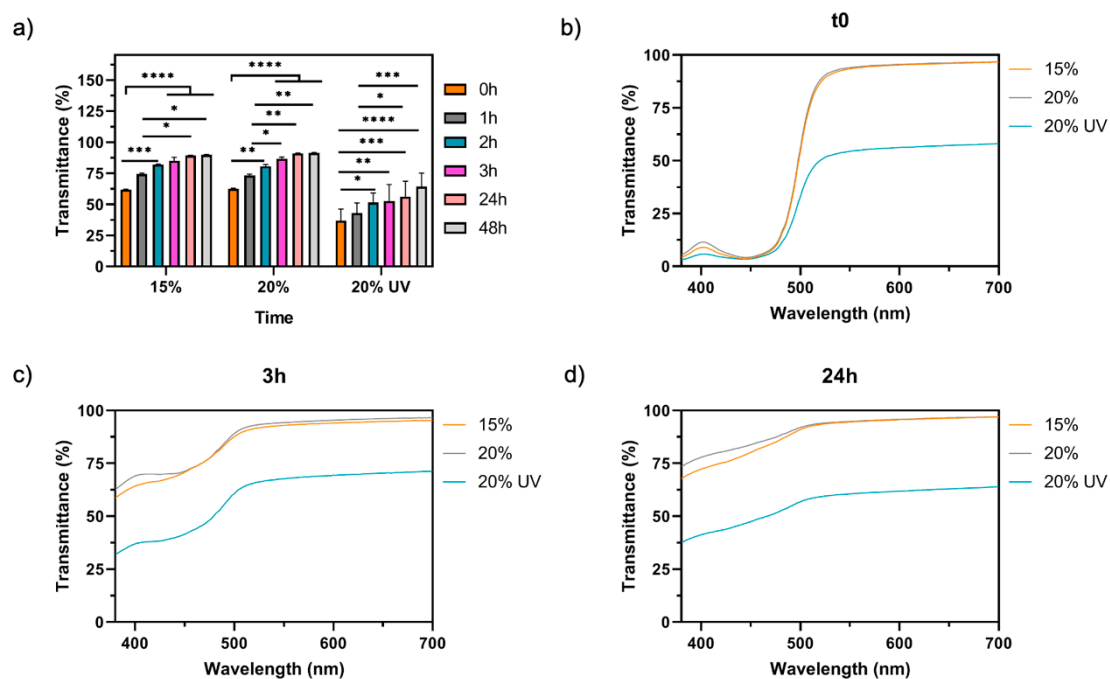 a)
Transmittance (%)
150
125
100
75
50
25
0
****
*
*
***
****
**
**
*
**
***
*
****
***
**
*
15%
20%
20% UV
Time
0h
1h
2h
3h
24h
48h
b)
t0
Transmittance (%)
100
75
50
25
0
400
500
600
700
Wavelength (nm)
15%
20%
20% UV
c)
3h
Transmittance (%)
100
75
50
25
0
400
500
600
700
Wavelength (nm)
15%
20%
20% UV
d)
24h
Transmittance (%)
100
75
50
25
0
400
500
600
700
Wavelength (nm)
15%
20%
20% UV